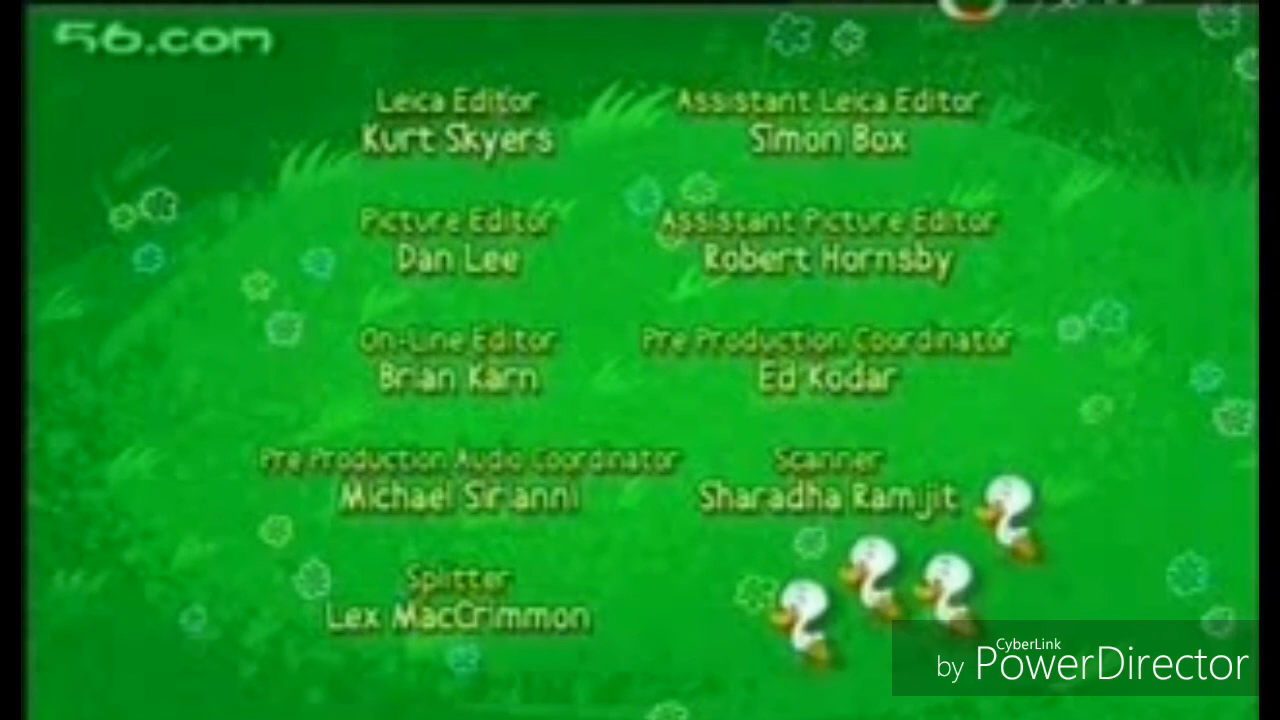 56.com
Leica Editor
Kurt Skyers
Assistant Leica Editor
Simon Box
Picture Editor
Dan Lee
Assistant Picture Editor
Robert Hornsby
On-Line Editor
Brian Karn
Pre Production Coordinator
Ed Kodar
Pre Production Audio Coordinator
Michael Sirianni
Scanner
Sharadha Ramjit
Splitter
Lex MacCrimmon
CyberLink
by PowerDirector